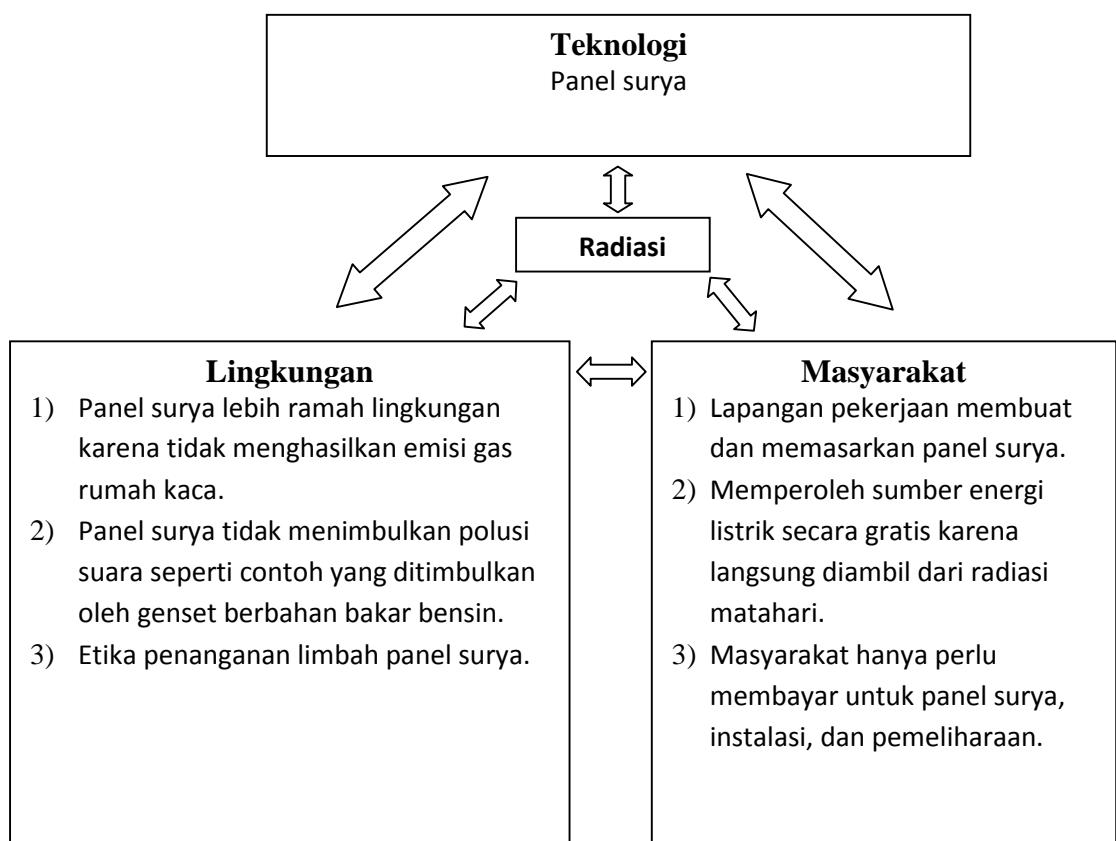 Teknologi
Panel surya
Radiasi
Lingkungan
1) Panel surya lebih ramah lingkungan
karena tidak menghasilkan emisi gas
rumah kaca.
2) Panel surya tidak menimbulkan polusi
suara seperti contoh yang ditimbulkan
oleh genset berbahan bakar bensin.
3) Etika penanganan limbah panel surya.
Masyarakat
1) Lapangan pekerjaan membuat
dan memasarkan panel surya.
2) Memperoleh sumber energi
listrik secara gratis karena
langsung diambil dari radiasi
matahari.
3) Masyarakat hanya perlu
membayar untuk panel surya,
instalasi, dan pemeliharaan.